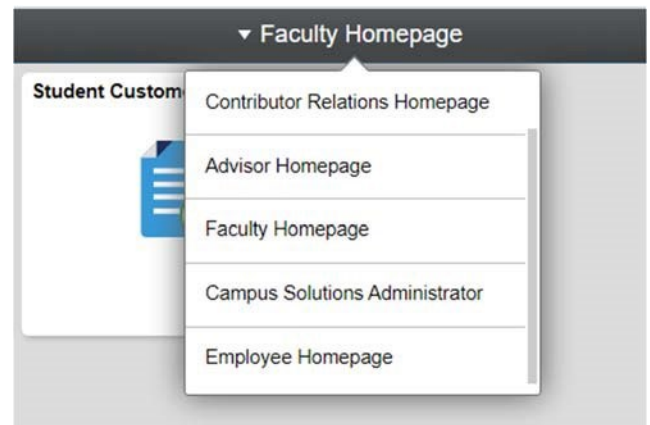 Faculty Homepage
Student Custom
Contributor Relations Homepage
Advisor Homepage
Faculty Homepage
Campus Solutions Administrator
Employee Homepage